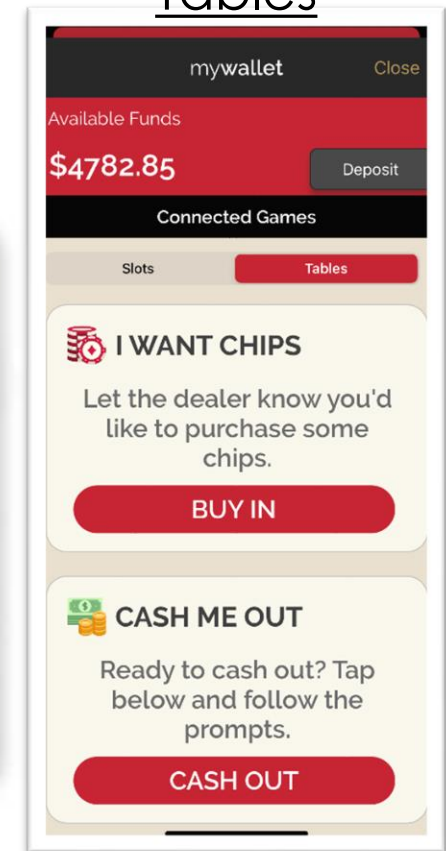 Tables
mywallet Close
Available Funds
$4782.85 Deposit
Connected Games
Slots Tables
I WANT CHIPS
Let the dealer know you'd
like to purchase some
chips.
BUY IN
CASH ME OUT
Ready to cash out? Tap
below and follow the
prompts.
CASH OUT